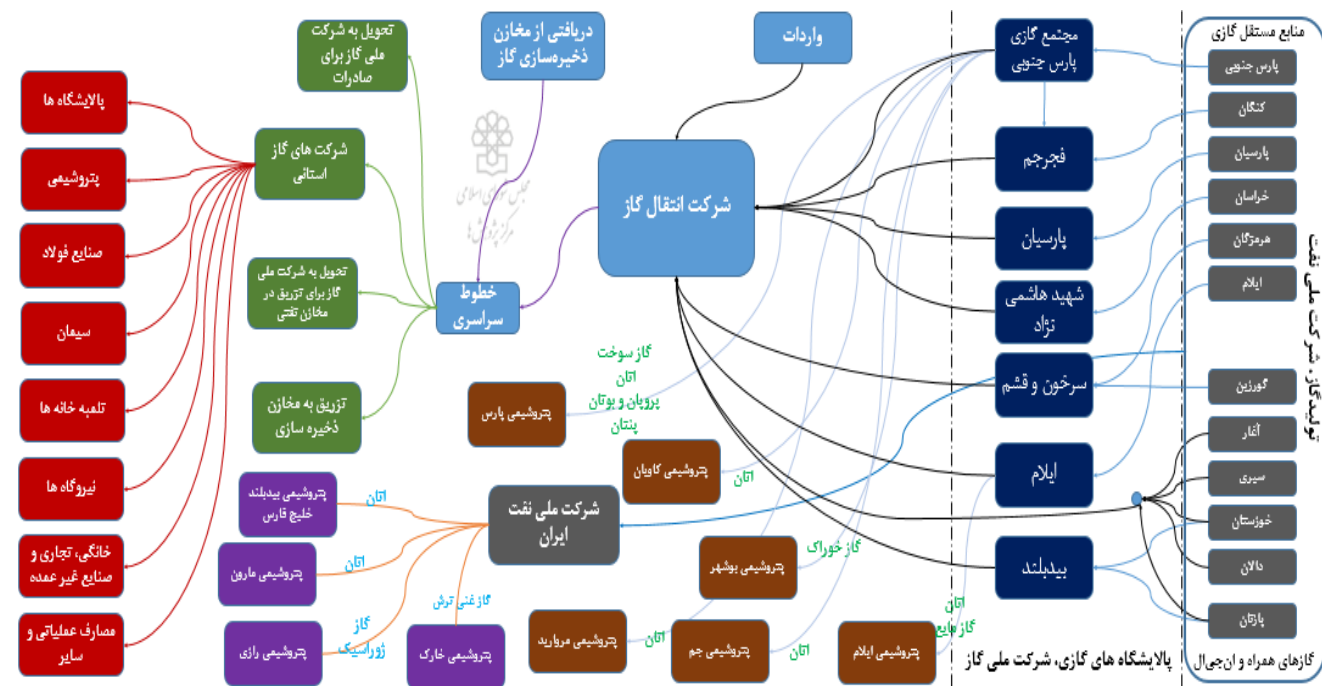 منابع مستقل گازی
پارس جنوبی
کنگان
پارسیان
خراسان
هرمزگان
ایلام
گورزین
آغار
سیری
خوزستان
دالان
پازنان
گازهای همراه و ان‌جی‌ال
تولیدگاز ـ شرکت ملی نفت
مجتمع گازی
پارس جنوبی
فجرجم
پارسیان
شهید هاشمی
نژاد
سرخون و قشم
ایلام
بیدبلند
پالایشگاه های گازی، شرکت ملی گاز
واردات
دریافتی از مخازن
ذخیره‌سازی گاز
شرکت انتقال گاز
خطوط
سراسری
مجلس شورای اسلامی
مرکز پژوهش‌ها
تحویل به شرکت
ملی گاز برای
صادرات
شرکت های گاز
استانی
تحویل به شرکت ملی
گاز برای تزریق در
مخازن نفتی
تزریق به مخازن
ذخیره سازی
پالایشگاه ها
پتروشیمی
صنایع فولاد
سیمان
تلمبه خانه ها
نیروگاه ها
خانگی، تجاری و
صنایع غیر عمده
مصارف عملیاتی و
سایر
گاز سوخت
اتان
پروپان و بوتان
پنتان
پتروشیمی پارس
پتروشیمی کاویان
اتان
شرکت ملی نفت
ایران
پتروشیمی بیدبلند
خلیج فارس
اتان
پتروشیمی مارون
اتان
پتروشیمی رازی
گاز
ژوراسیک
پتروشیمی خارک
گاز غنی ترش
پتروشیمی بوشهر
گاز خوراک
پتروشیمی مروارید
اتان
پتروشیمی جم
اتان
پتروشیمی ایلام
اتان
گاز مایع